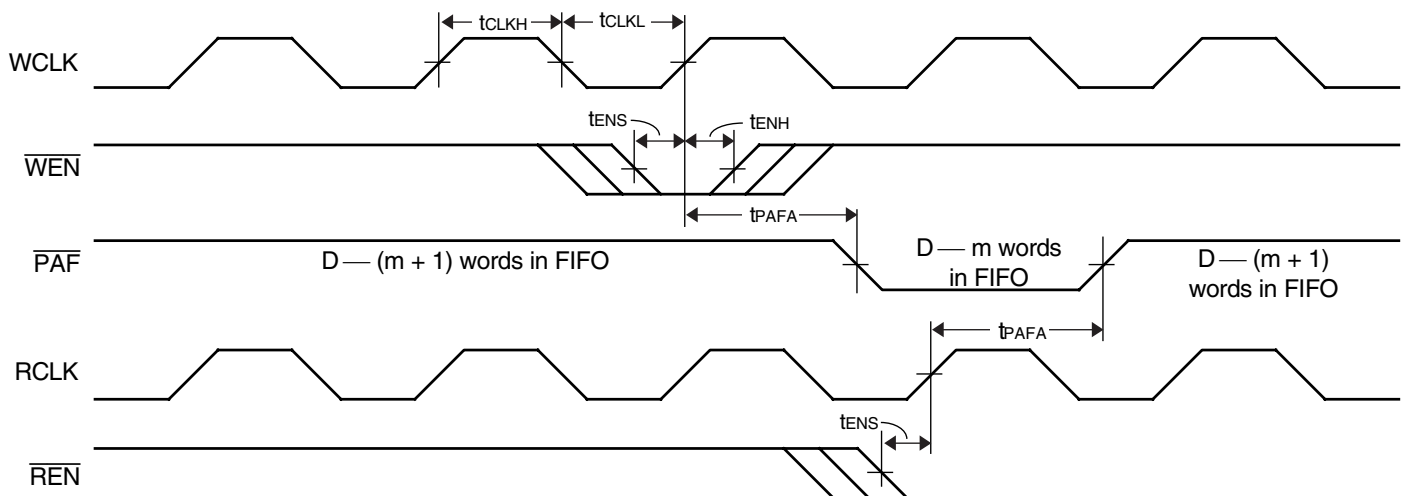 tCLKH
tCLKL
WCLK
tENS
tENH
WEN
tPAFA
PAF
D — (m + 1) words in FIFO
D — m words
in FIFO
D — (m + 1)
words in FIFO
tPAFA
RCLK
tENS
REN